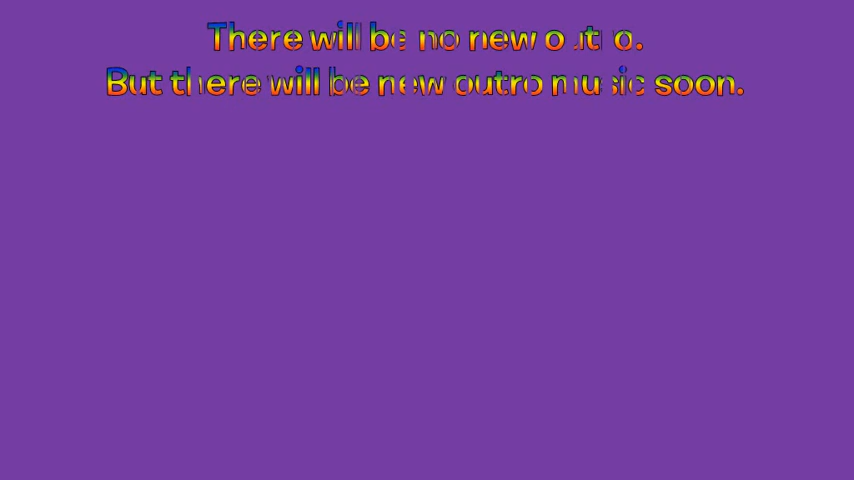 There will be no new outro.
But there will be new outro music soon.